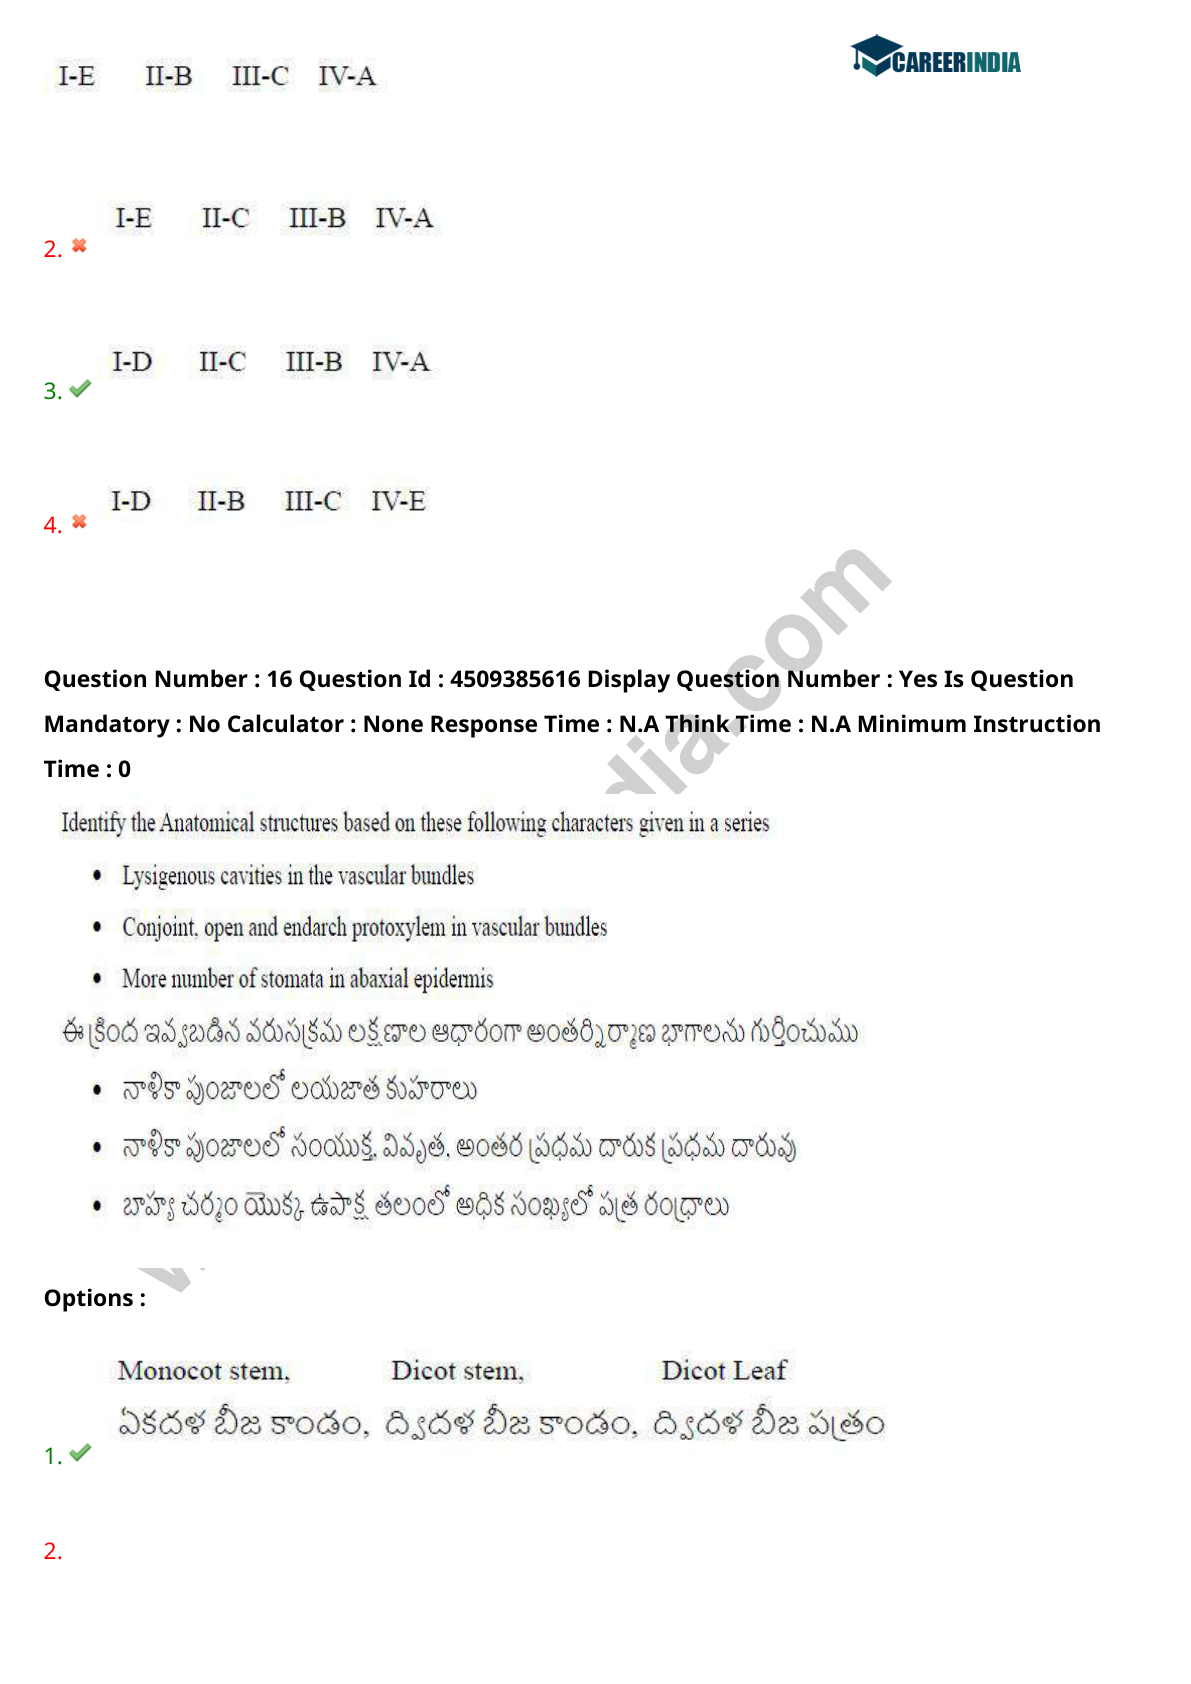 CAREERINDIA
I-E II-B III-C IV-A
I-E II-C III-B IV-A
2.
I-D II-C III-B IV-A
3.
I-D II-B III-C IV-E
4.
Question Number : 16 Question Id : 4509385616 Display Question Number : Yes Is Question
Mandatory : No Calculator : None Response Time : N.A Think Time : N.A Minimum Instruction
Time : 0
Identify the Anatomical structures based on these following characters given in a series
• Lysigenous cavities in the vascular bundles
• Conjoint, open and endarch protoxylem in vascular bundles
• More number of stomata in abaxial epidermis
ఈ క్రింద ఇవ్వబడిన వరుసక్రమ లక్షణాల ఆధారంగా అంతర్నిర్మాణ భాగాలను గుర్తించుము
• నాళికా పుంజాలలో లయజాత కుహరాలు
• నాళికా పుంజాలలో సంయుక్త, వివృత, అంతర ప్రధమ దారుక ప్రధమ దారువు
• బాహ్య చర్మం యొక్క ఉపాక్ష తలంలో అధిక సంఖ్యలో పత్ర రంధ్రాలు
Options :
Monocot stem, Dicot stem, Dicot Leaf
ఏకదళ బీజ కాండం, ద్విదళ బీజ కాండం, ద్విదళ బీజ పత్రం
1.
2.